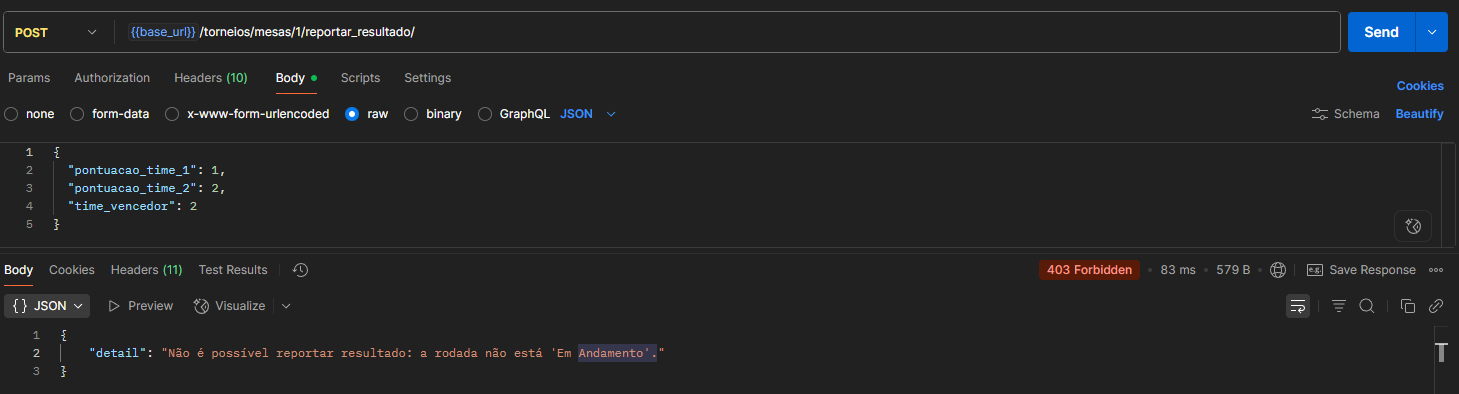 POST {{base_url}} /torneios/mesas/1/reportar_resultado/ Send
Params Authorization Headers (10) Body Scripts Settings Cookies
none form-data x-www-form-urlencoded raw binary GraphQL JSON Schema Beautify
1 {
2 "pontuacao_time_1": 1,
3 "pontuacao_time_2": 2,
4 "time_vencedor": 2
5 }
Body Cookies Headers (11) Test Results 403 Forbidden • 83 ms • 579 B e.g. Save Response
{} JSON Preview Visualize
1 {
2 "detail": "Não é possível reportar resultado: a rodada não está 'Em Andamento'."
3 }